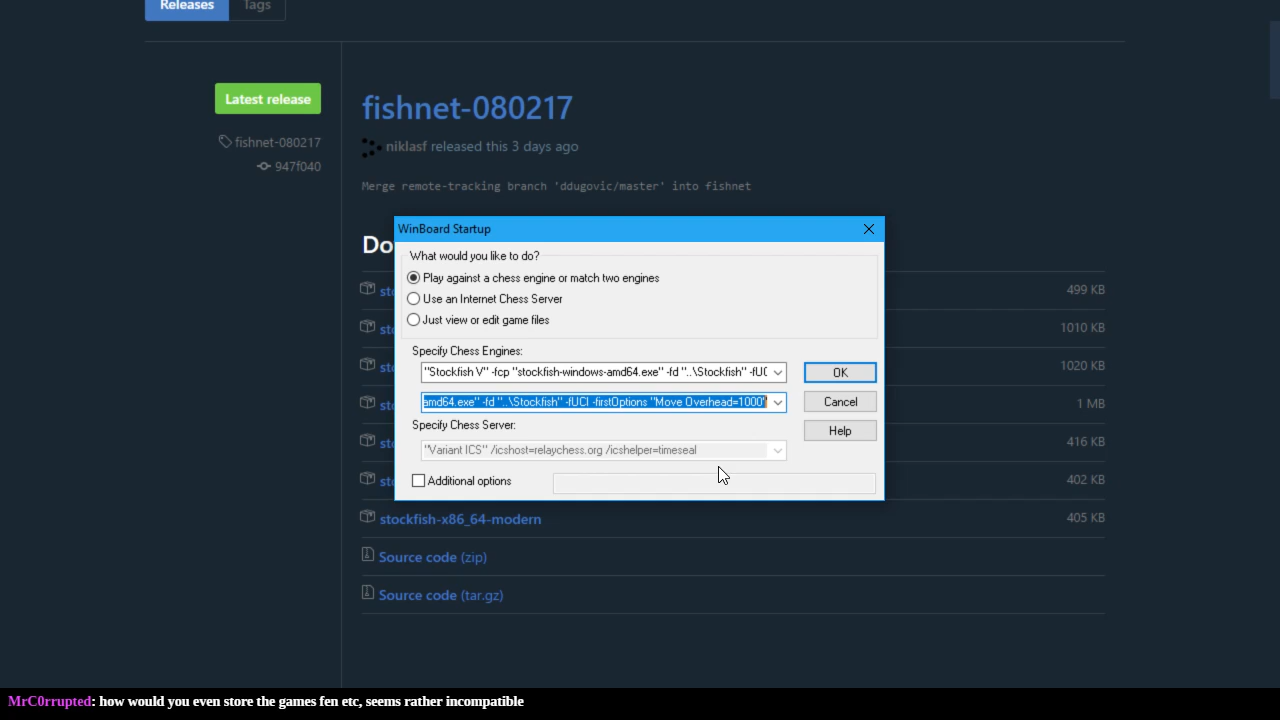 Releases Tags
Latest release
fishnet-080217
fishnet-080217
niklasf released this 3 days ago
947f040
Merge remote-tracking branch 'ddugovic/master' into fishnet
Do
WinBoard Startup
What would you like to do?
Play against a chess engine or match two engines
Use an Internet Chess Server
Just view or edit game files
Specify Chess Engines:
"Stockfish V" -fcp "stockfish-windows-amd64.exe" -fd "..\Stockfish" -fUC
OK
amd64.exe" -fd "..\Stockfish" -fUCI -firstOptions "Move Overhead=1000"
Cancel
Specify Chess Server:
Help
"Variant ICS" /icshost=relaychess.org /icshelper=timeseal
Additional options
st 499 KB
st 1010 KB
st 1020 KB
st 1 MB
st 416 KB
st 402 KB
stockfish-x86_64-modern 405 KB
Source code (zip)
Source code (tar.gz)
MrC0rrupted: how would you even store the games fen etc, seems rather incompatible